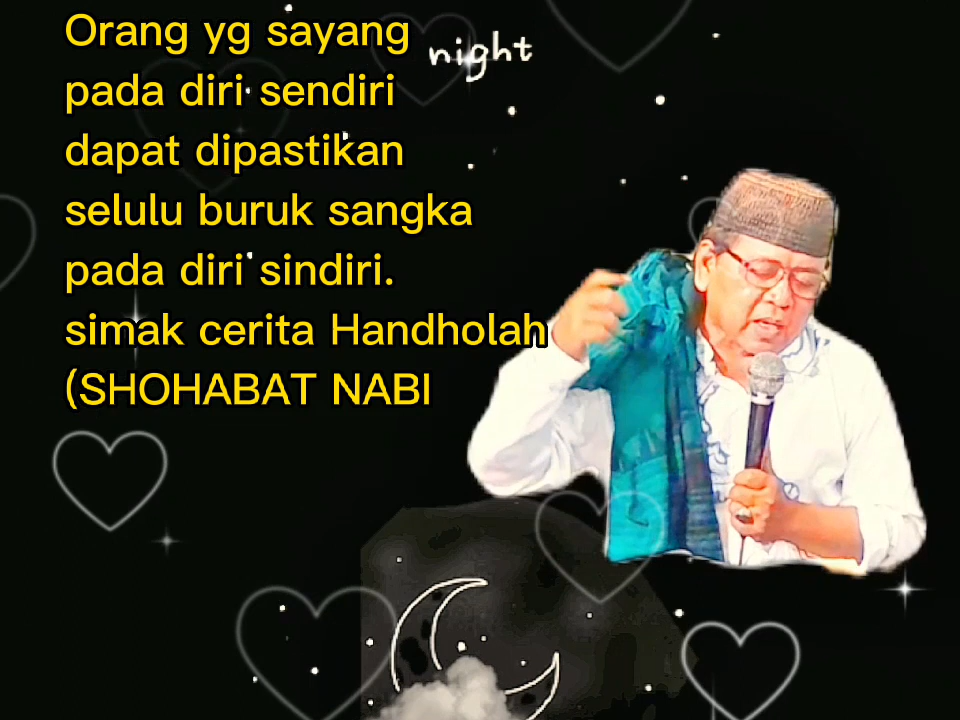 Orang yg sayang
night
pada diri sendiri
dapat dipastikan
selulu buruk sangka
pada diri sindiri.
simak cerita Handholah
(SHOHABAT NABI